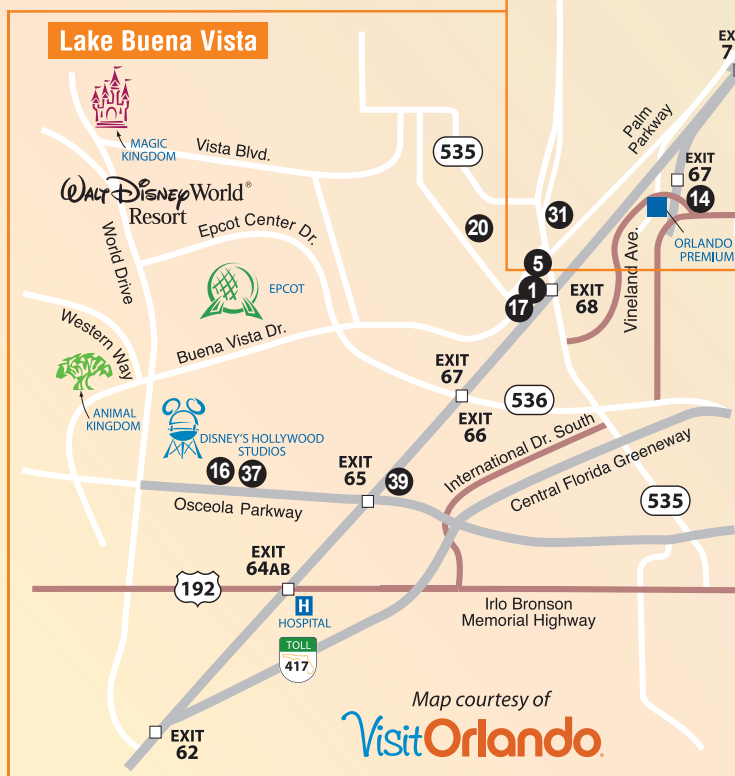 Lake Buena Vista
EX
7
MAGIC
KINGDOM
Vista Blvd.
535
Palm
Parkway
EXIT
67
14
WALT DISNEY World®
Resort
World Drive
Epcot Center Dr.
20
31
ORLANDO
PREMIUM
Vineland Ave.
5
1
17
EXIT
68
EPCOT
Western
Way
Buena Vista Dr.
ANIMAL
KINGDOM
EXIT
67
EXIT
66
536
DISNEY'S HOLLYWOOD
STUDIOS
16
37
EXIT
65
39
International Dr. South
Central Florida Greeneway
Osceola Parkway
535
EXIT
64AB
192
H
HOSPITAL
Irlo Bronson
Memorial Highway
TOLL
417
EXIT
62
Map courtesy of
VisitOrlando